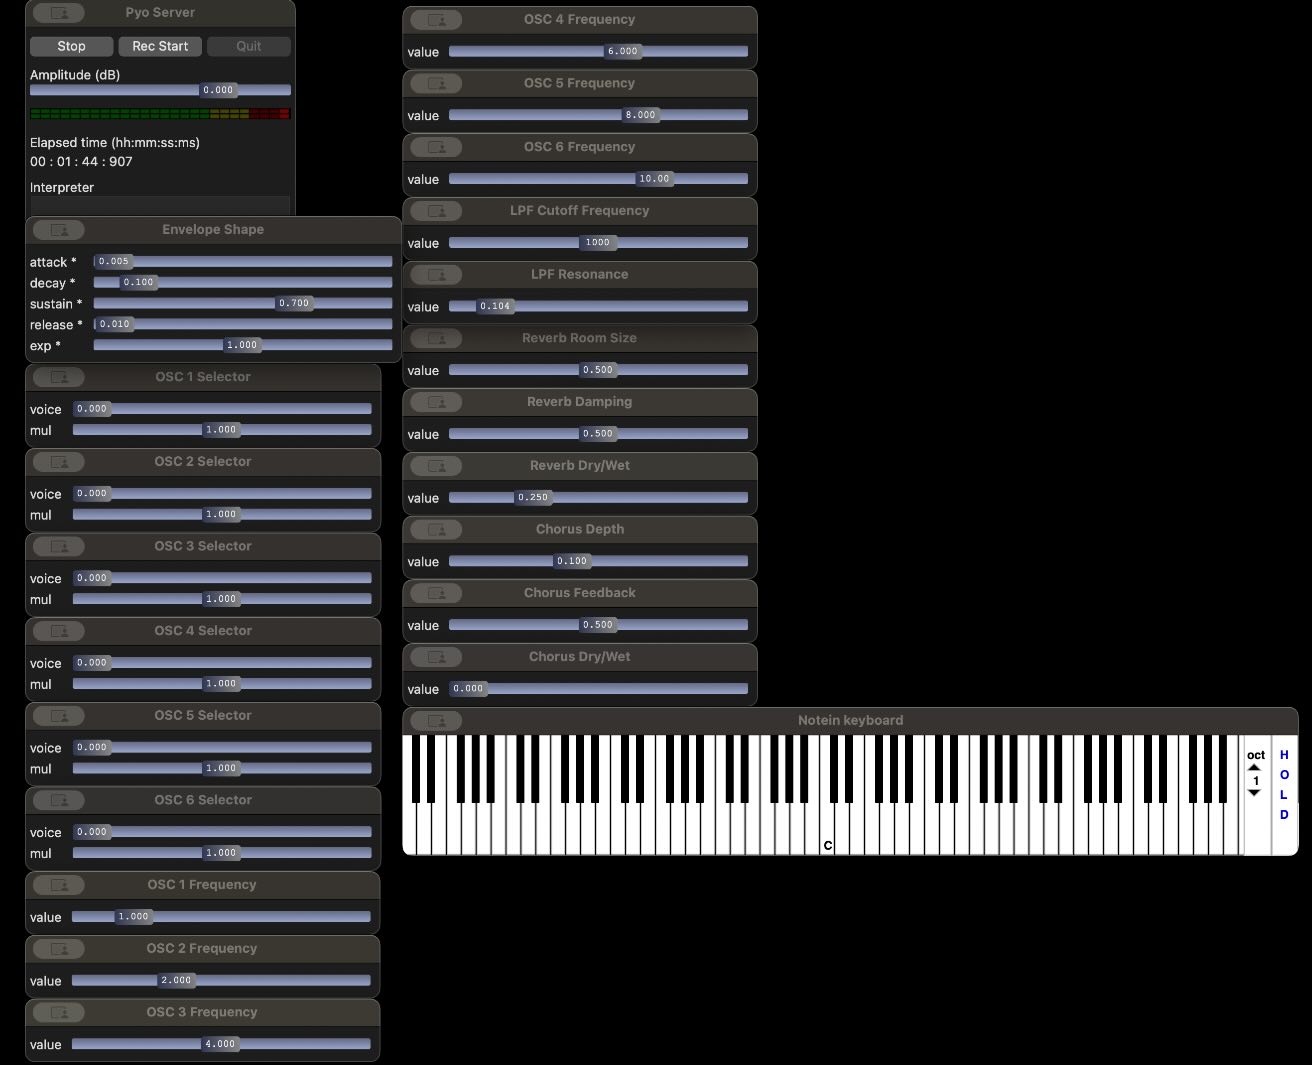 Pyo Server
Stop Rec Start Quit
Amplitude (dB)
0.000
Elapsed time (hh:mm:ss:ms)
00 : 01 : 44 : 907
Interpreter
Envelope Shape
attack * 0.005
decay * 0.100
sustain * 0.700
release * 0.010
exp * 1.000
OSC 1 Selector
voice 0.000
mul 1.000
OSC 2 Selector
voice 0.000
mul 1.000
OSC 3 Selector
voice 0.000
mul 1.000
OSC 4 Selector
voice 0.000
mul 1.000
OSC 5 Selector
voice 0.000
mul 1.000
OSC 6 Selector
voice 0.000
mul 1.000
OSC 1 Frequency
value 1.000
OSC 2 Frequency
value 2.000
OSC 3 Frequency
value 4.000
OSC 4 Frequency
value 6.000
OSC 5 Frequency
value 8.000
OSC 6 Frequency
value 10.00
LPF Cutoff Frequency
value 1000
LPF Resonance
value 0.104
Reverb Room Size
value 0.500
Reverb Damping
value 0.500
Reverb Dry/Wet
value 0.250
Chorus Depth
value 0.100
Chorus Feedback
value 0.500
Chorus Dry/Wet
value 0.000
Notein keyboard
C
oct
1
H
O
L
D